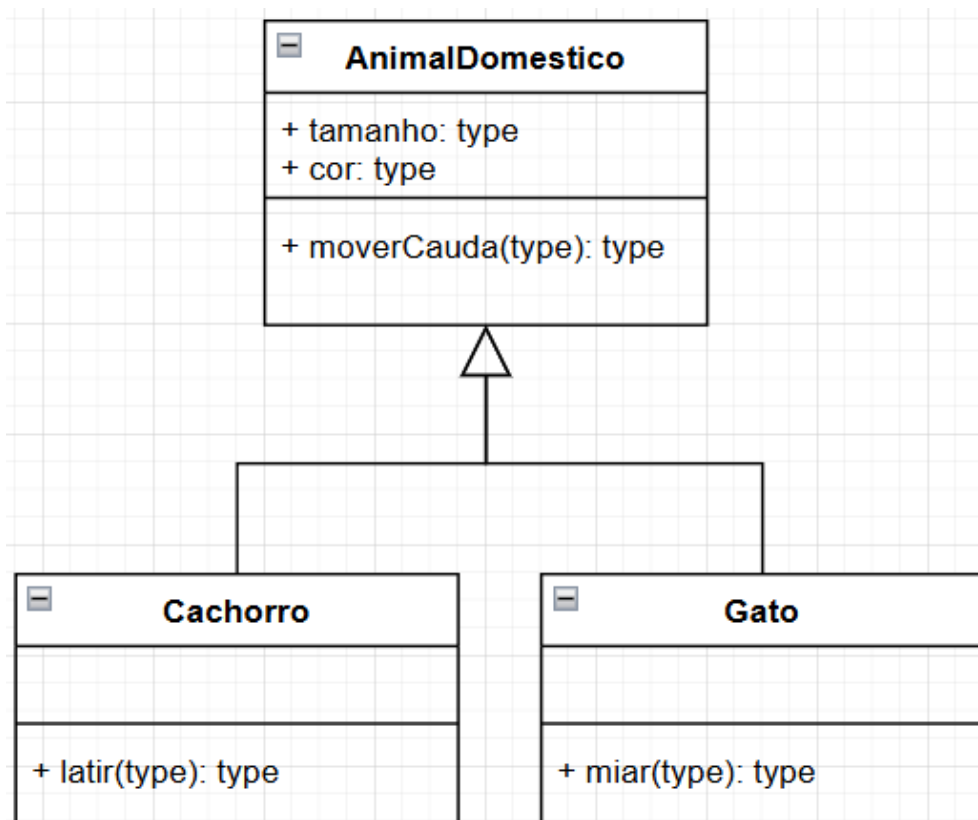 AnimalDomestico
+ tamanho: type
+ cor: type
+ moverCauda(type): type
Cachorro
+ latir(type): type
Gato
+ miar(type): type